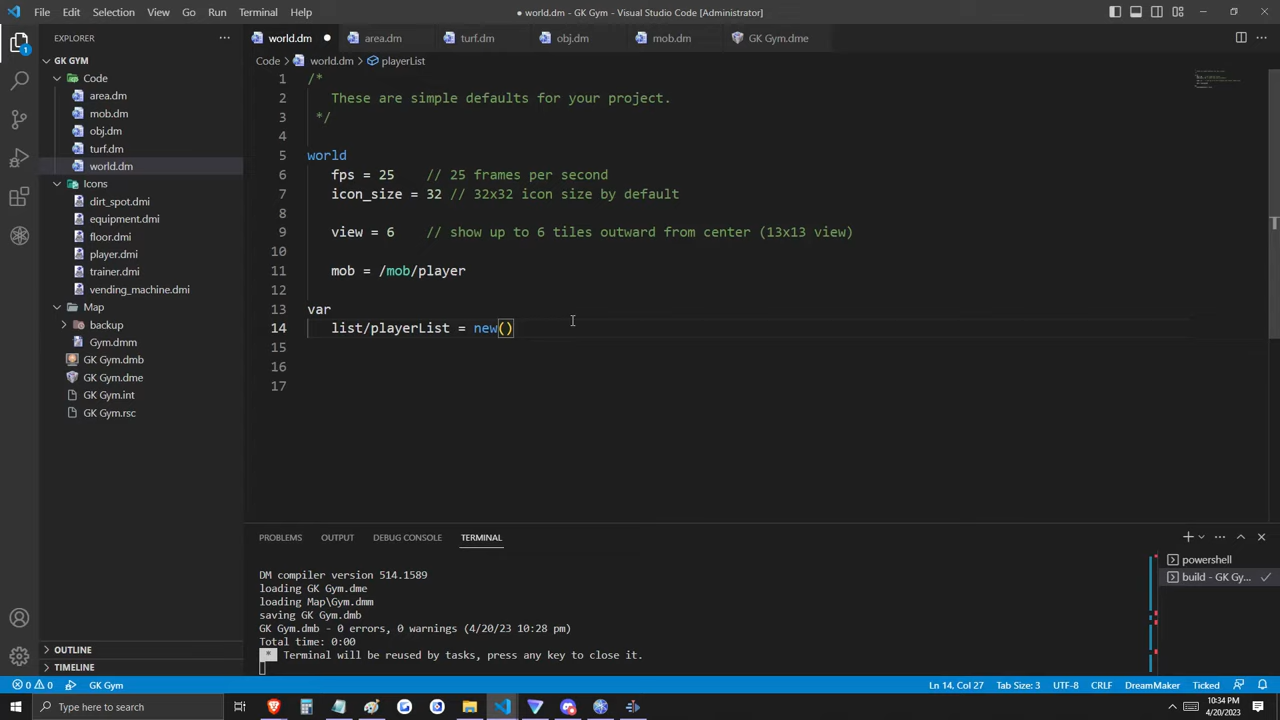 File Edit Selection View Go Run Terminal Help
● world.dm - GK Gym - Visual Studio Code [Administrator]
EXPLORER
GK GYM
Code
area.dm
mob.dm
obj.dm
turf.dm
world.dm
Icons
dirt_spot.dmi
equipment.dmi
floor.dmi
player.dmi
trainer.dmi
vending_machine.dmi
Map
backup
Gym.dmm
GK Gym.dmb
GK Gym.dme
GK Gym.int
GK Gym.rsc
OUTLINE
TIMELINE
1
world.dm area.dm turf.dm obj.dm mob.dm GK Gym.dme
Code > world.dm > playerList
1 /*
2 These are simple defaults for your project.
3 */
4
5 world
6 fps = 25 // 25 frames per second
7 icon_size = 32 // 32x32 icon size by default
8
9 view = 6 // show up to 6 tiles outward from center (13x13 view)
10
11 mob = /mob/player
12
13 var
14 list/playerList = new()
15
16
17
PROBLEMS OUTPUT DEBUG CONSOLE TERMINAL
DM compiler version 514.1589
loading GK Gym.dme
loading Map\Gym.dmm
saving GK Gym.dmb
GK Gym.dmb - 0 errors, 0 warnings (4/20/23 10:28 pm)
Total time: 0:00
* Terminal will be reused by tasks, press any key to close it.
powershell
build - GK Gy...
0 0 GK Gym Ln 14, Col 27 Tab Size: 3 UTF-8 CRLF DreamMaker Ticked
Type here to search
10:34 PM
4/20/2023